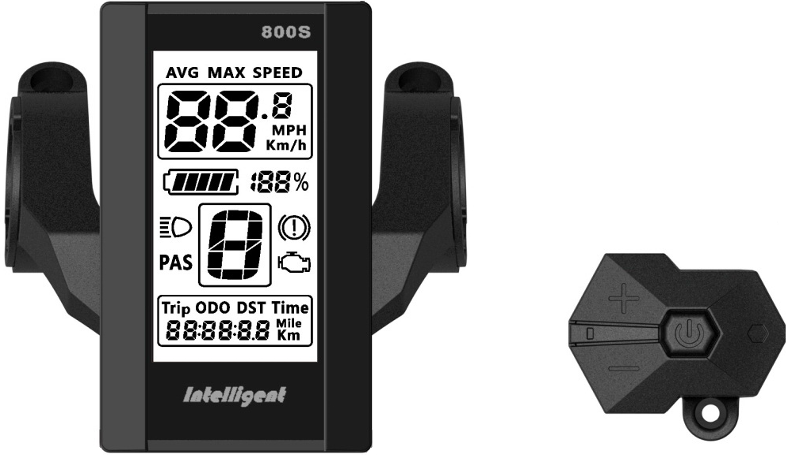 800S
AVG MAX SPEED
88.8
MPH
Km/h
188%
8
PAS
Trip ODO DST Time
88:88:8.8
Mile
Km
Intelligent